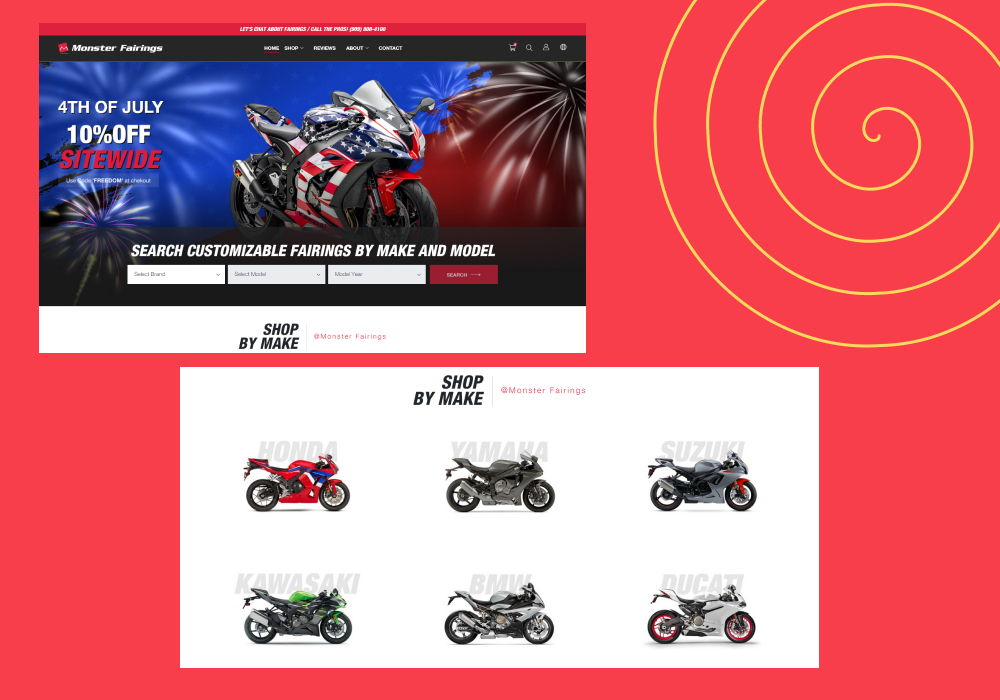 LET'S CHAT ABOUT FAIRINGS / CALL THE PROS! (909) 806-4100
Monster Fairings
HOME SHOP REVIEWS ABOUT CONTACT
4TH OF JULY
10%OFF
SITEWIDE
Use Code 'FREEDOM' at chekout
SEARCH CUSTOMIZABLE FAIRINGS BY MAKE AND MODEL
Select Brand Select Model Model Year SEARCH
SHOP
BY MAKE
@Monster Fairings
SHOP
BY MAKE
@Monster Fairings
HONDA YAMAHA SUZUKI
KAWASAKI BMW DUCATI